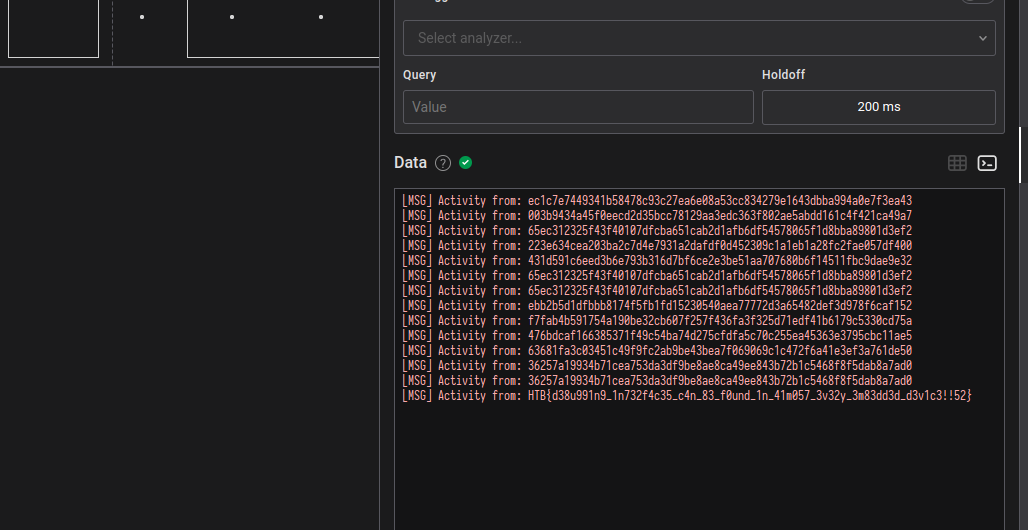 Select analyzer...
Query
Holdoff
Value
200 ms
Data
[MSG] Activity from: ec1c7e7449341b58478c93c27ea6e08a53cc834279e1643dbba994a0e7f3ea43
[MSG] Activity from: 003b9434a45f0eecd2d35bcc78129aa3edc363f802ae5abdd161c4f421ca49a7
[MSG] Activity from: 65ec312325f43f40107dfcba651cab2d1afb6df54578065f1d8bba89801d3ef2
[MSG] Activity from: 223e634cea203ba2c7d4e7931a2dafdf0d452309c1a1eb1a28fc2fae057df400
[MSG] Activity from: 431d591c6eed3b6e793b316d7bf6ce2e3be51aa707680b6f14511fbc9dae9e32
[MSG] Activity from: 65ec312325f43f40107dfcba651cab2d1afb6df54578065f1d8bba89801d3ef2
[MSG] Activity from: 65ec312325f43f40107dfcba651cab2d1afb6df54578065f1d8bba89801d3ef2
[MSG] Activity from: ebb2b5d1dfbbb8174f5fb1fd15230540aea77772d3a65482def3d978f6caf152
[MSG] Activity from: f7fab4b591754a190be32cb607f257f436fa3f325d71edf41b6179c5330cd75a
[MSG] Activity from: 476bdcaf166385371f49c54ba74d275cfdfa5c70c255ea45363e3795cbc11ae5
[MSG] Activity from: 63681fa3c03451c49f9fc2ab9be43bea7f069069c1c472f6a41e3ef3a761de50
[MSG] Activity from: 36257a19934b71cea753da3df9be8ae8ca49ee843b72b1c5468f8f5dab8a7ad0
[MSG] Activity from: 36257a19934b71cea753da3df9be8ae8ca49ee843b72b1c5468f8f5dab8a7ad0
[MSG] Activity from: HTB{d38u991n9_1n732f4c35_c4n_83_f0und_1n_41m057_3v32y_3m83dd3d_d3v1c3!!52}